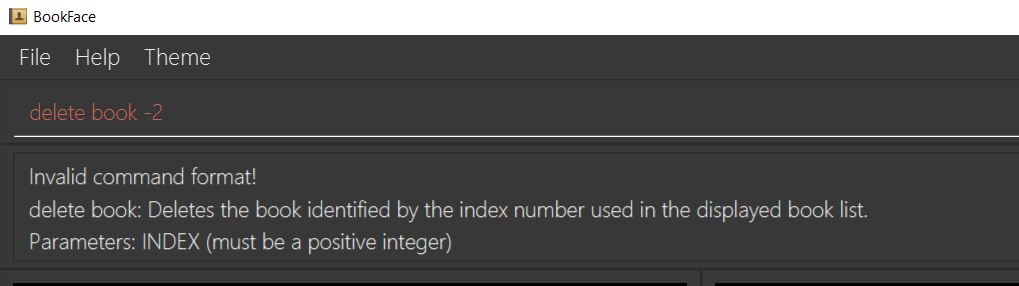 BookFace
File Help Theme
delete book -2
Invalid command format!
delete book: Deletes the book identified by the index number used in the displayed book list.
Parameters: INDEX (must be a positive integer)